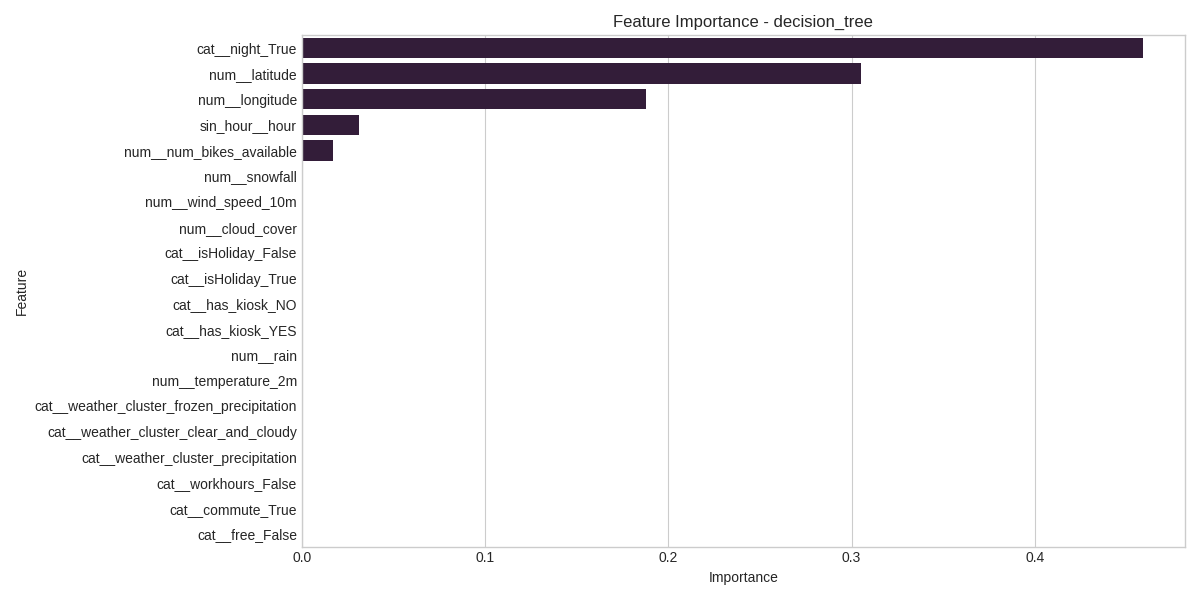 Feature Importance - decision_tree
Feature
cat__night_True
num__latitude
num__longitude
sin_hour__hour
num__num_bikes_available
num__snowfall
num__wind_speed_10m
num__cloud_cover
cat__isHoliday_False
cat__isHoliday_True
cat__has_kiosk_NO
cat__has_kiosk_YES
num__rain
num__temperature_2m
cat__weather_cluster_frozen_precipitation
cat__weather_cluster_clear_and_cloudy
cat__weather_cluster_precipitation
cat__workhours_False
cat__commute_True
cat__free_False
0.0 0.1 0.2 0.3 0.4
Importance